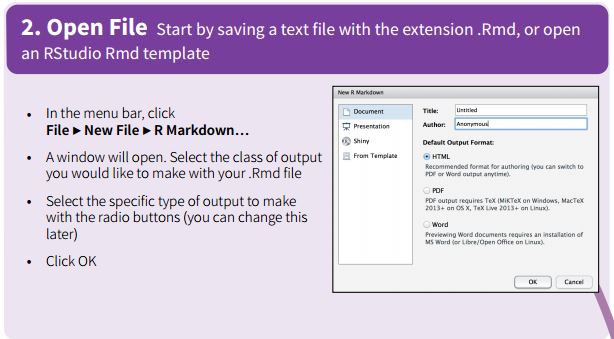 2. Open File Start by saving a text file with the extension .Rmd, or open
an RStudio Rmd template
• In the menu bar, click
File ▸ New File ▸ R Markdown…
• A window will open. Select the class of output
you would like to make with your .Rmd file
• Select the specific type of output to make
with the radio buttons (you can change this
later)
• Click OK
New R Markdown
Document
Presentation
Shiny
From Template
Title: Untitled
Author: Anonymous
Default Output Format:
HTML
Recommended format for authoring (you can switch to
PDF or Word output anytime).
PDF
PDF output requires TeX (MiKTeX on Windows, MacTeX
2013+ on OS X, TeX Live 2013+ on Linux).
Word
Previewing Word documents requires an installation of
MS Word (or Libre/Open Office on Linux).
OK Cancel